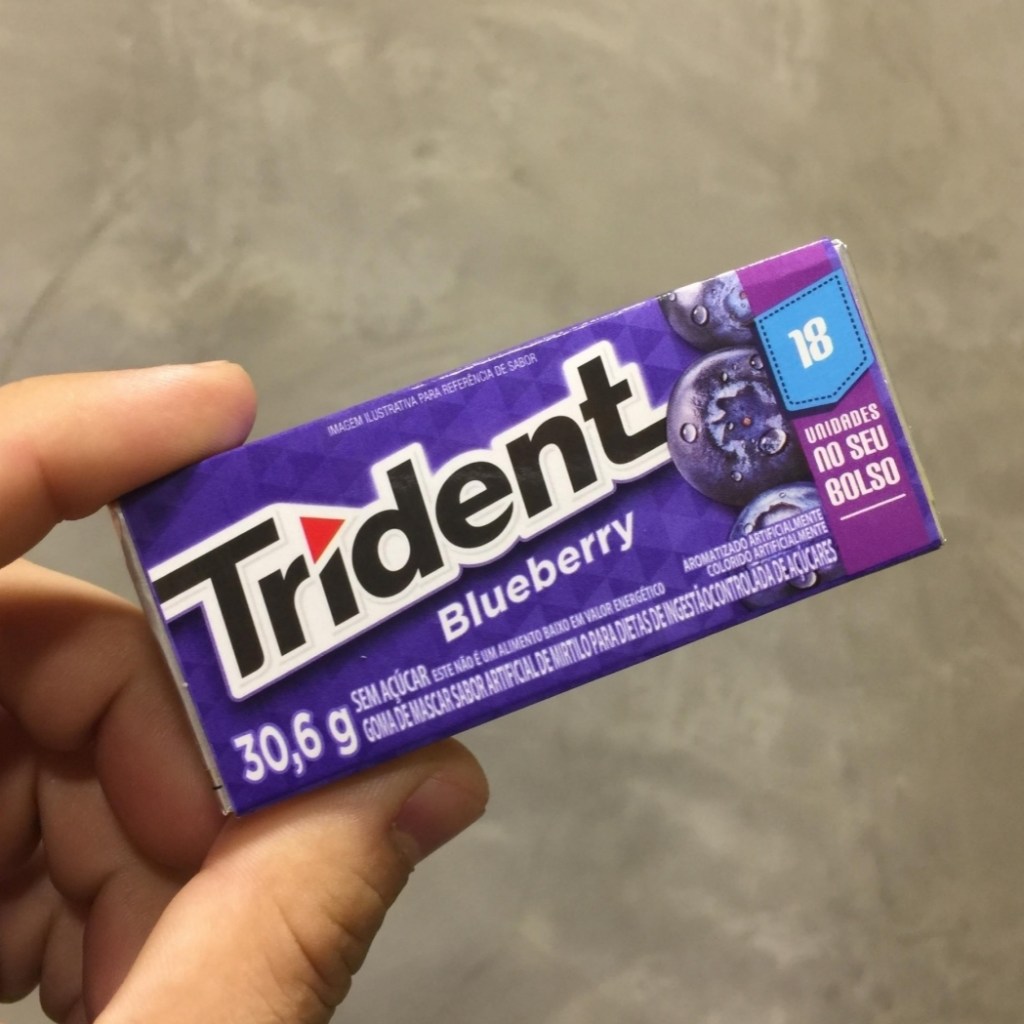 IMAGEM ILUSTRATIVA PARA REFERÊNCIA DE SABOR
Trident
Blueberry
18
UNIDADES
NO SEU
BOLSO
AROMATIZADO ARTIFICIALMENTE
COLORIDO ARTIFICIALMENTE
30,6 g
SEM AÇÚCAR ESTE NÃO É UM ALIMENTO BAIXO EM VALOR ENERGÉTICO
GOMA DE MASCAR SABOR ARTIFICIAL DE MIRTILO PARA DIETAS DE INGESTÃO CONTROLADA DE AÇÚCARES